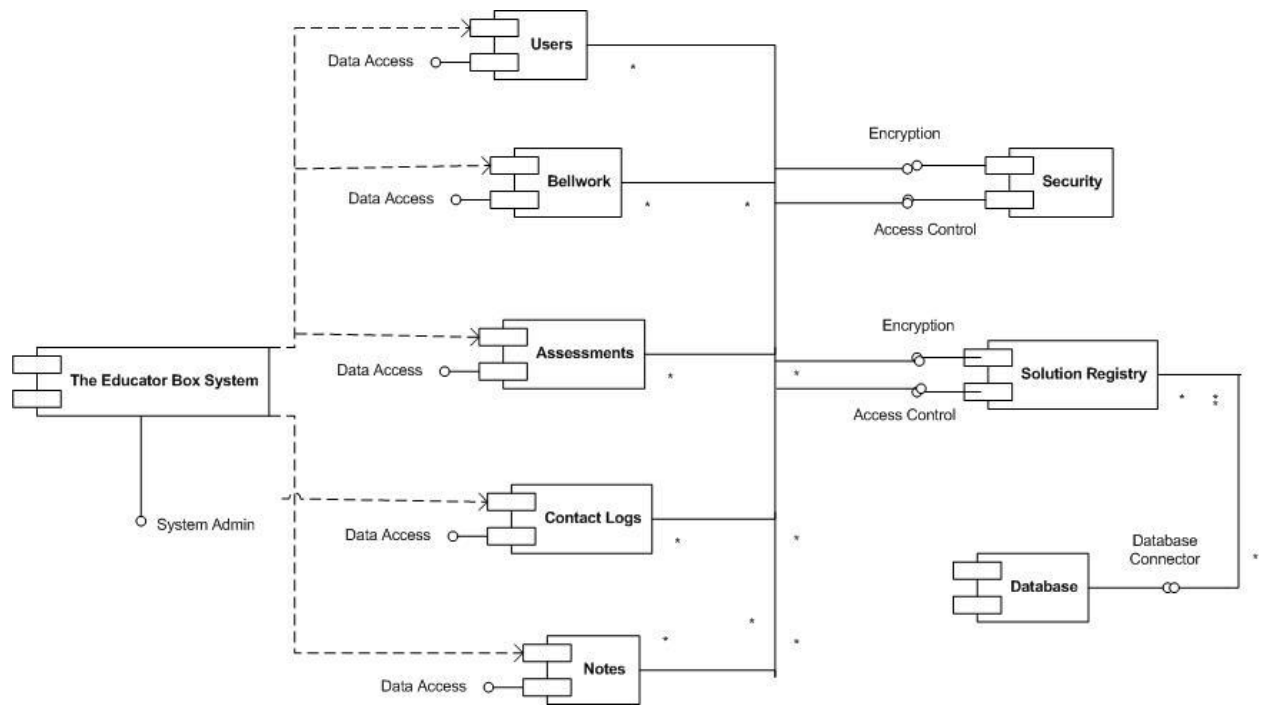 Users
Data Access
*
Encryption
Bellwork
Security
Data Access
*
*
Access Control
Encryption
Assessments
The Educator Box System
Solution Registry
Data Access
*
*
Access Control
*
*
*
System Admin
Contact Logs
Data Access
*
*
Database
Connector
*
Database
*
*
*
Notes
Data Access